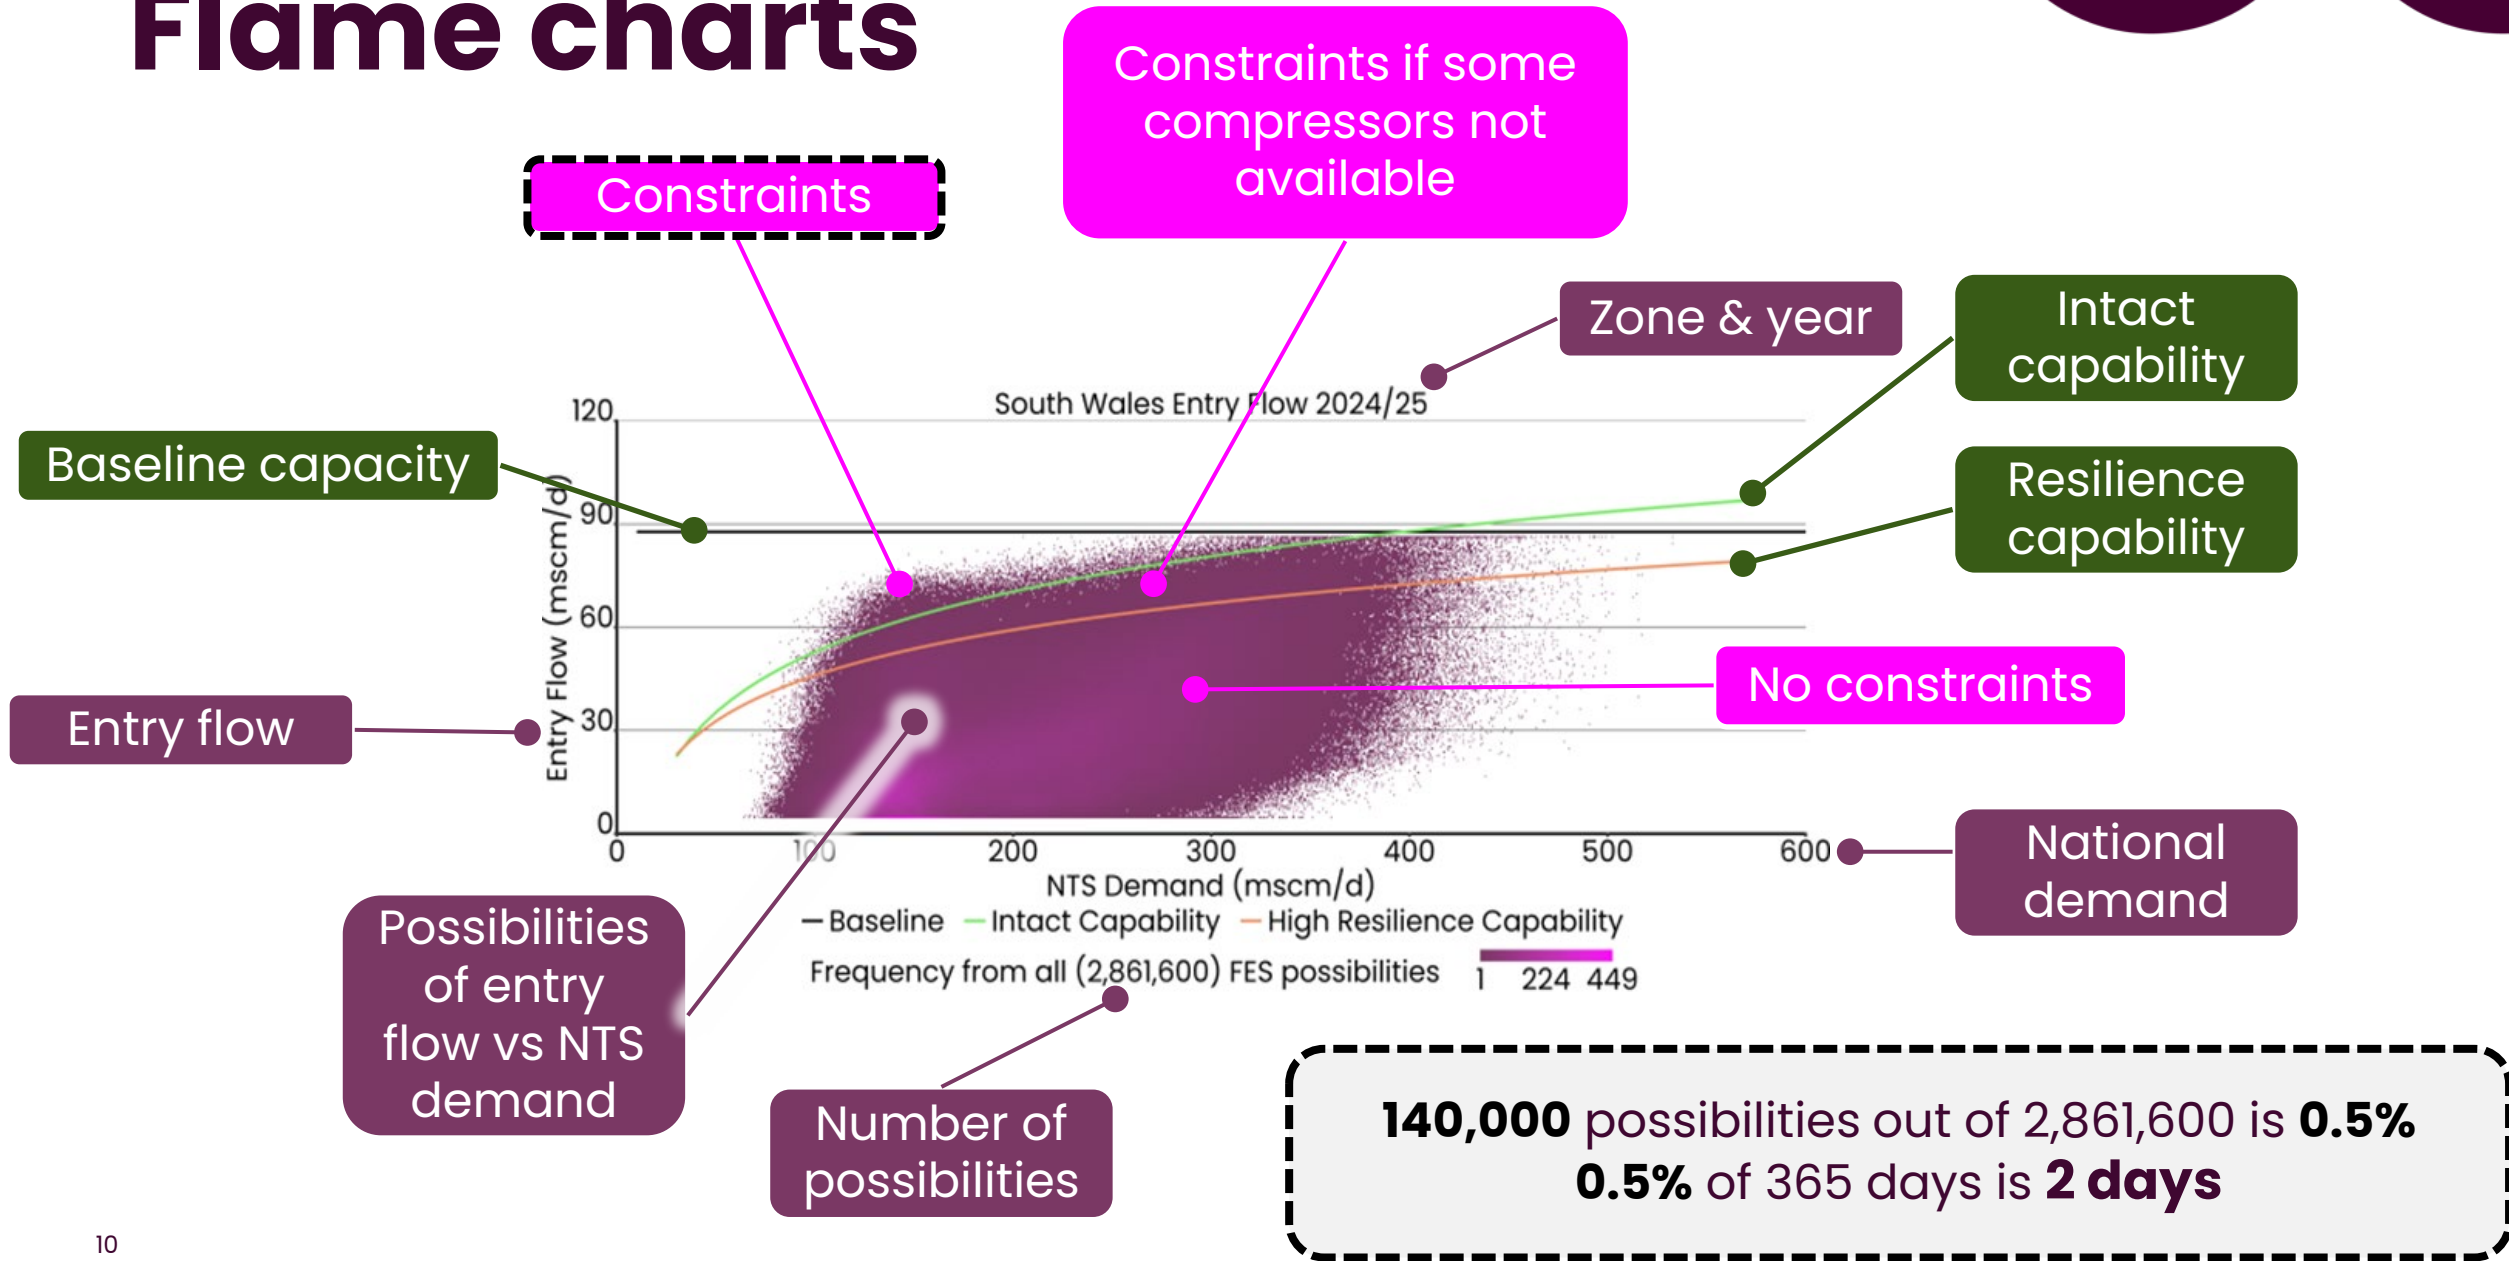 Flame charts
Constraints if some
compressors not
available
Constraints
Zone & year
Intact
capability
Baseline capacity
Resilience
capability
South Wales Entry Flow 2024/25
120
90
60
30
0
Entry Flow (mscm/d)
Entry flow
No constraints
0
100
200
300
400
500
600
National
demand
NTS Demand (mscm/d)
Baseline
Intact Capability
High Resilience Capability
Frequency from all (2,861,600) FES possibilities
1 224 449
Possibilities
of entry
flow vs NTS
demand
Number of
possibilities
140,000 possibilities out of 2,861,600 is 0.5%
0.5% of 365 days is 2 days
10